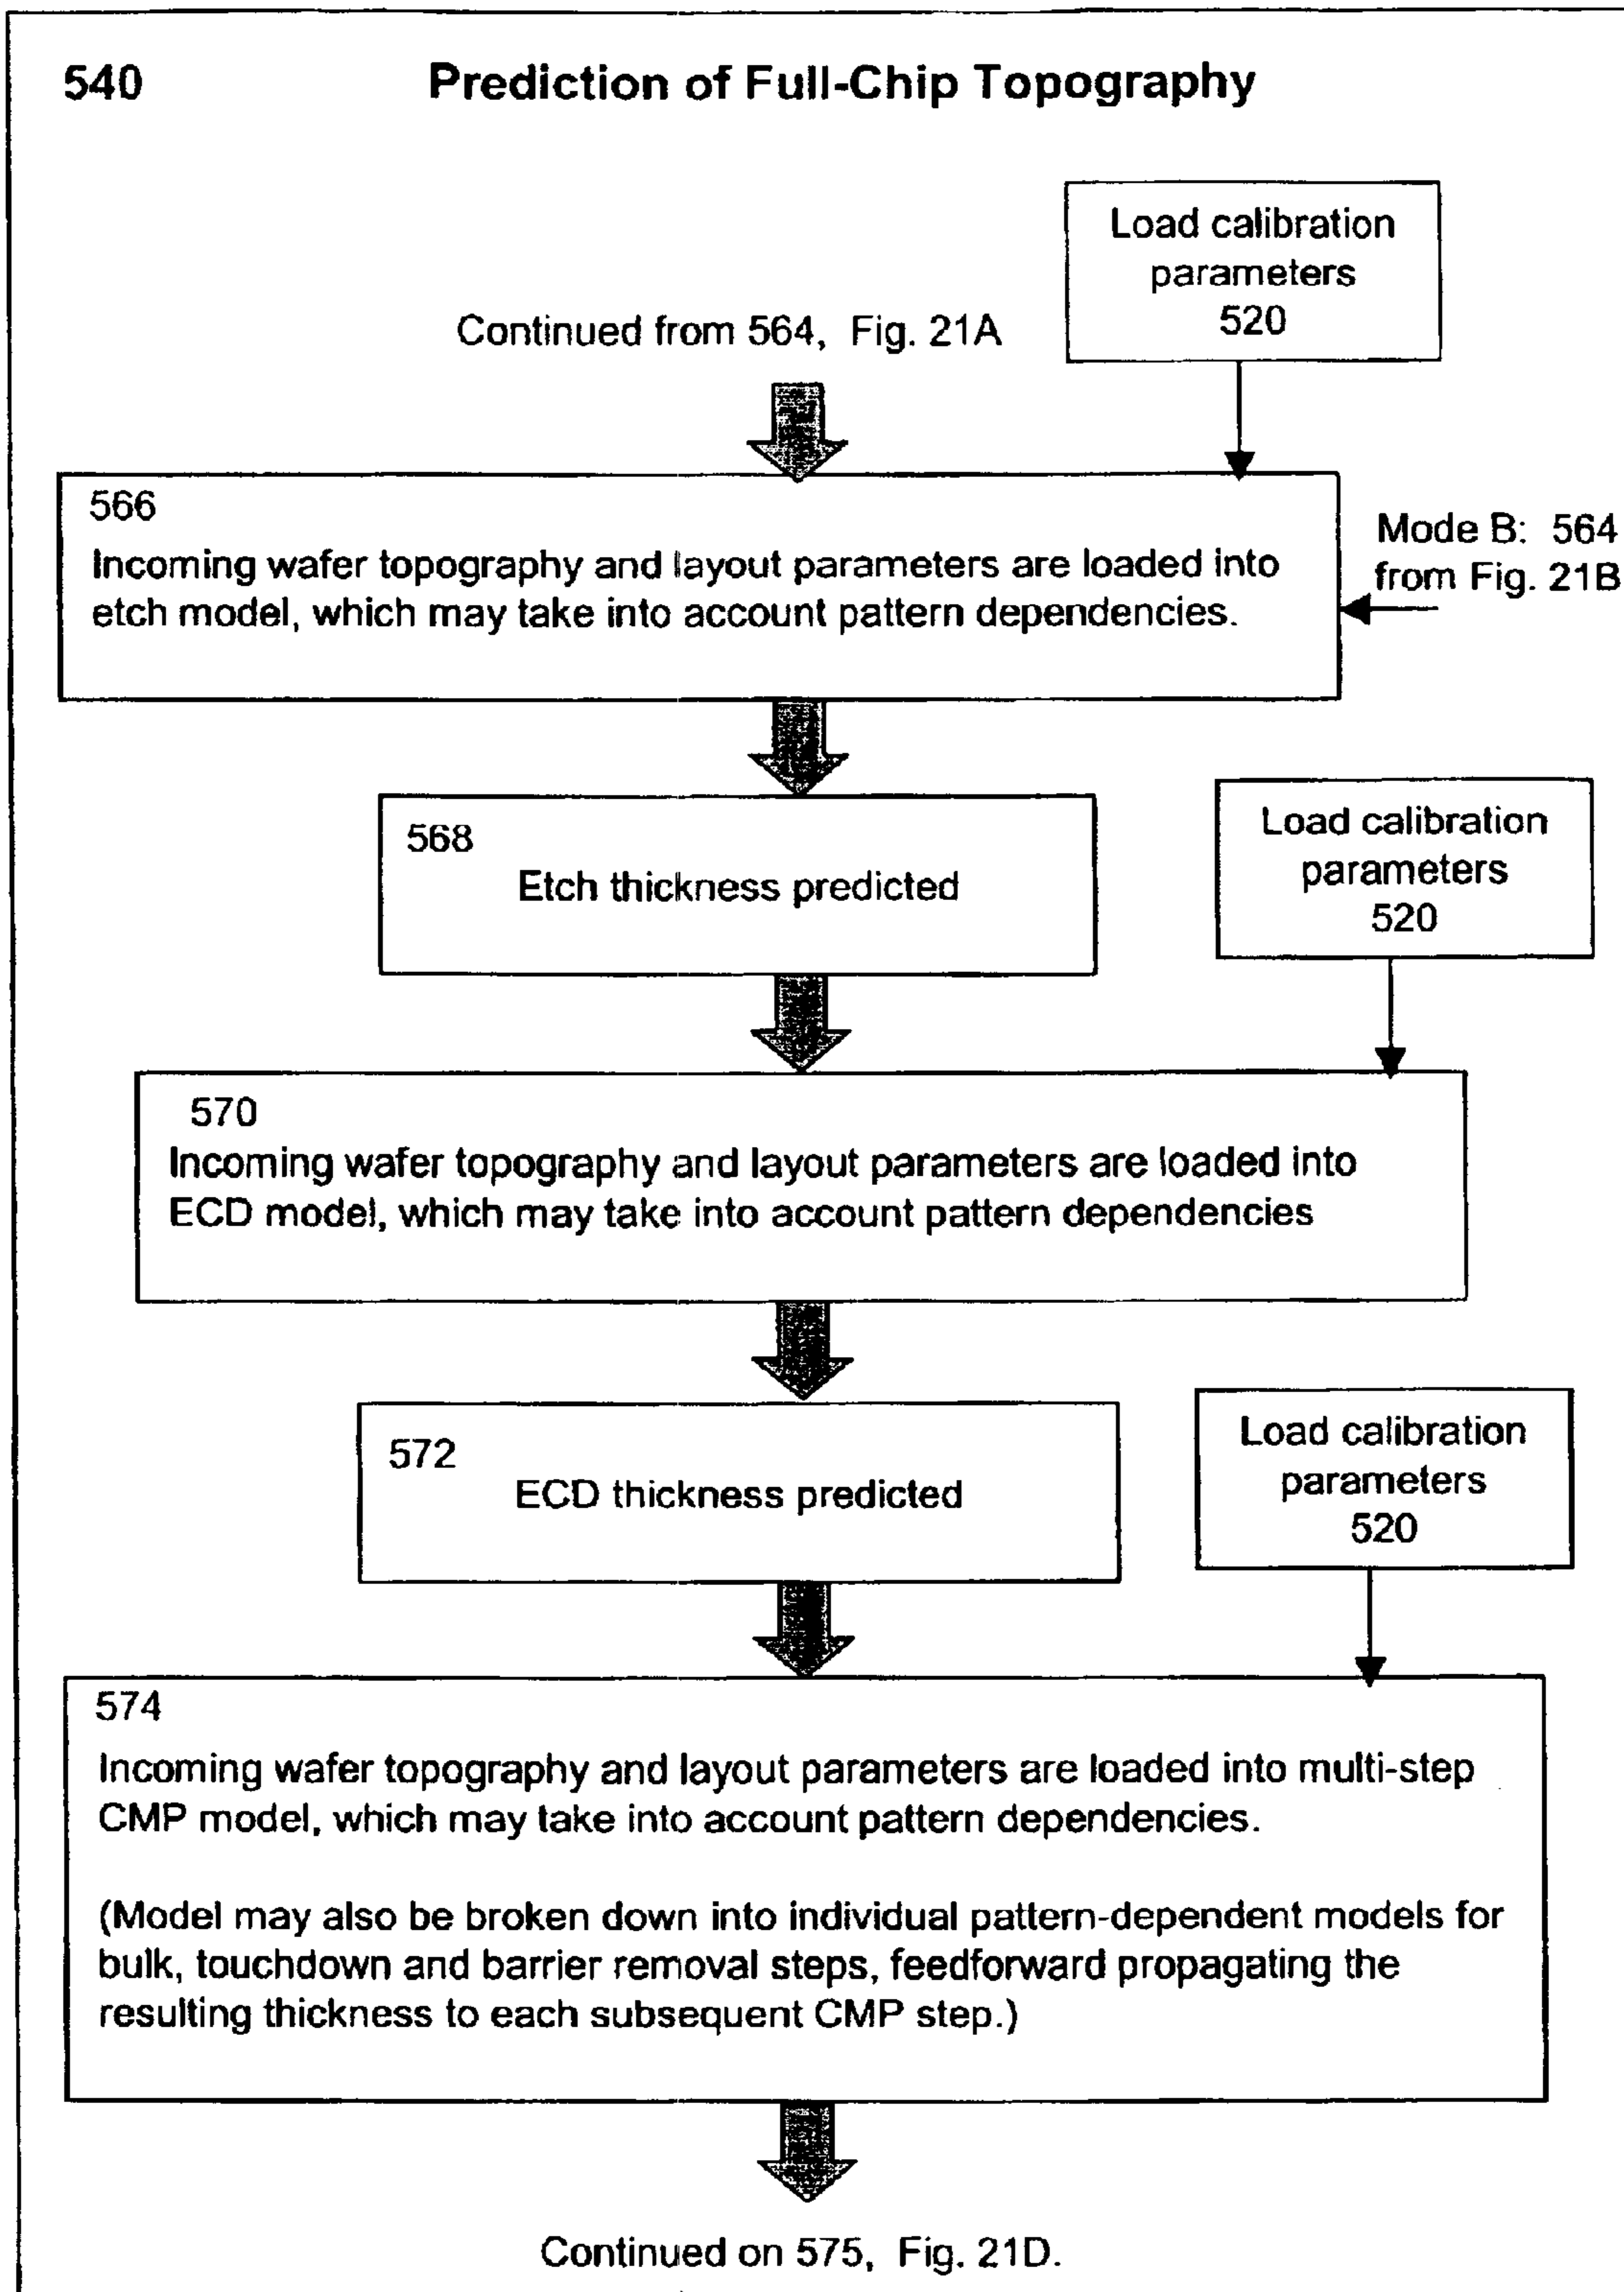 540 Prediction of Full-Chip Topography
Load calibration
parameters
520
Continued from 564, Fig. 21A
566
Incoming wafer topography and layout parameters are loaded into
etch model, which may take into account pattern dependencies.
Mode B: 564
from Fig. 21B
568
Etch thickness predicted
Load calibration
parameters
520
570
Incoming wafer topography and layout parameters are loaded into
ECD model, which may take into account pattern dependencies
572
ECD thickness predicted
Load calibration
parameters
520
574
Incoming wafer topography and layout parameters are loaded into multi-step
CMP model, which may take into account pattern dependencies.
(Model may also be broken down into individual pattern-dependent models for
bulk, touchdown and barrier removal steps, feedforward propagating the
resulting thickness to each subsequent CMP step.)
Continued on 575, Fig. 21D.